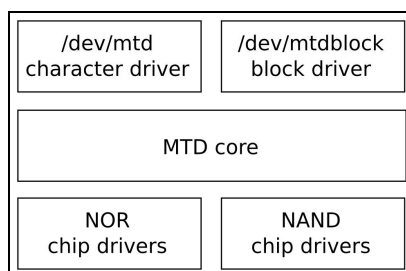 /dev/mtd
character driver
/dev/mtdblock
block driver
MTD core
NOR
chip drivers
NAND
chip drivers